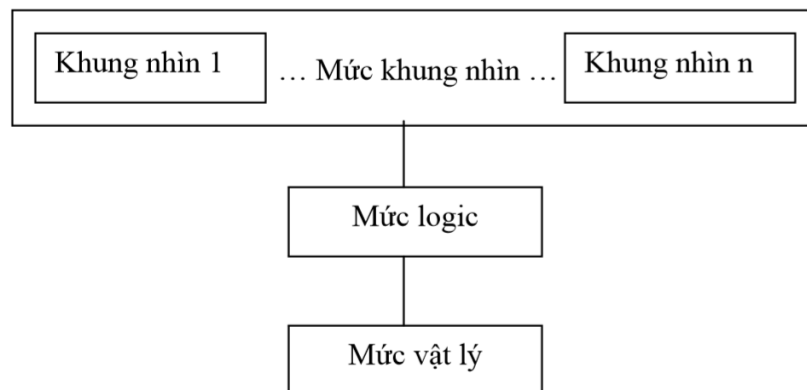 Khung nhìn 1 … Mức khung nhìn … Khung nhìn n
Mức logic
Mức vật lý